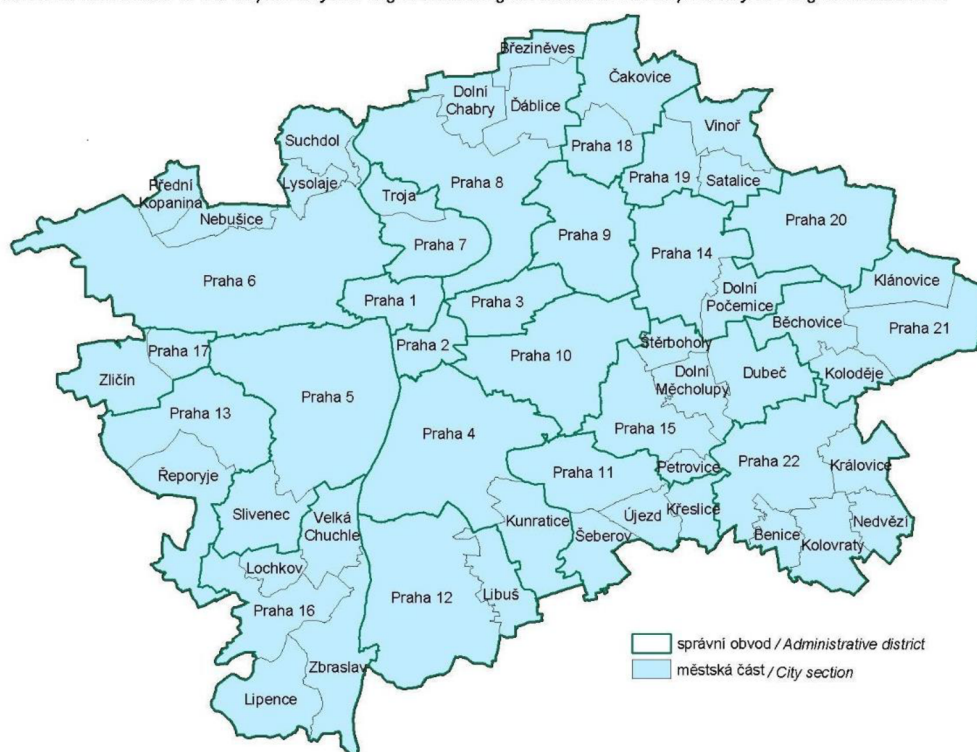 Březiněves
Čakovice
Dolní
Chabry
Ďáblice
Vinoř
Suchdol
Praha 18
Lysolaje
Praha 8
Praha 19
Satalice
Přední
Kopanina
Troja
Nebušice
Praha 20
Praha 7
Praha 9
Praha 14
Praha 6
Klánovice
Dolní
Počernice
Praha 1
Praha 3
Běchovice
Praha 21
Štěrboholy
Praha 2
Praha 17
Praha 10
Zličín
Dolní
Měcholupy
Dubeč
Koloděje
Praha 5
Praha 13
Praha 4
Praha 15
Praha 22
Královice
Petrovice
Praha 11
Řeporyje
Slivenec
Velká
Chuchle
Kunratice
Újezd
Křeslice
Nedvězí
Šeberov
Benice
Kolovraty
Lochkov
Praha 12
Libuš
Praha 16
Zbraslav
Lipence
správní obvod / Administrative district
městská část / City section